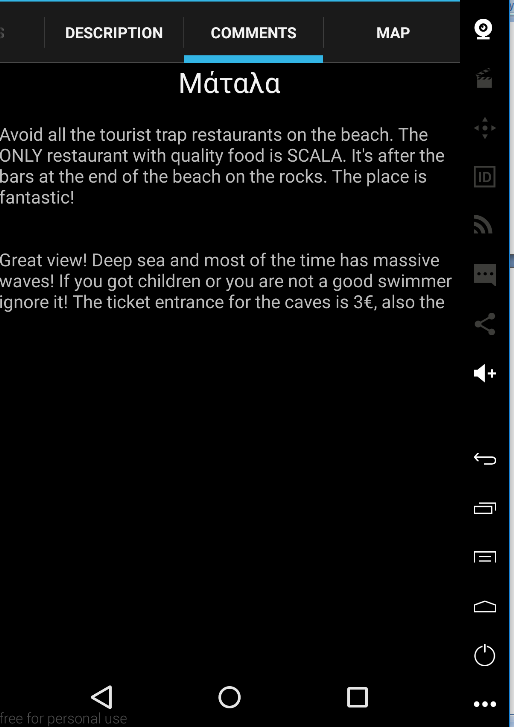 S
DESCRIPTION
COMMENTS
MAP
Μάταλα
Avoid all the tourist trap restaurants on the beach. The
ONLY restaurant with quality food is SCALA. It's after the
bars at the end of the beach on the rocks. The place is
fantastic!
Great view! Deep sea and most of the time has massive
waves! If you got children or you are not a good swimmer
ignore it! The ticket entrance for the caves is 3€, also the
ID
free for personal use